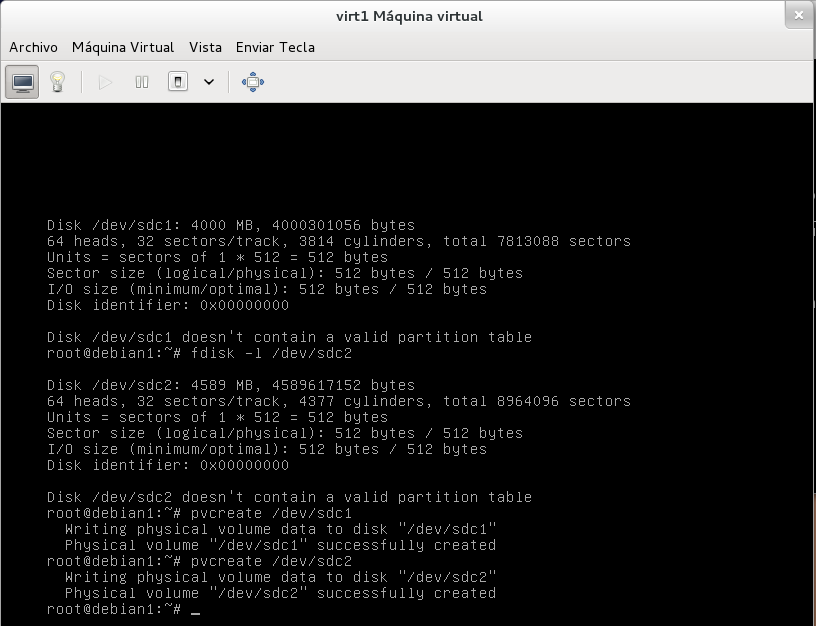 virt1 Máquina virtual
Archivo Máquina Virtual Vista Enviar Tecla
Disk /dev/sdc1: 4000 MB, 4000301056 bytes
64 heads, 32 sectors/track, 3814 cylinders, total 7813088 sectors
Units = sectors of 1 * 512 = 512 bytes
Sector size (logical/physical): 512 bytes / 512 bytes
I/O size (minimum/optimal): 512 bytes / 512 bytes
Disk identifier: 0x00000000
Disk /dev/sdc1 doesn't contain a valid partition table
root@debian1:~# fdisk -l /dev/sdc2
Disk /dev/sdc2: 4589 MB, 4589617152 bytes
64 heads, 32 sectors/track, 4377 cylinders, total 8964096 sectors
Units = sectors of 1 * 512 = 512 bytes
Sector size (logical/physical): 512 bytes / 512 bytes
I/O size (minimum/optimal): 512 bytes / 512 bytes
Disk identifier: 0x00000000
Disk /dev/sdc2 doesn't contain a valid partition table
root@debian1:~# pvcreate /dev/sdc1
Writing physical volume data to disk "/dev/sdc1"
Physical volume "/dev/sdc1" successfully created
root@debian1:~# pvcreate /dev/sdc2
Writing physical volume data to disk "/dev/sdc2"
Physical volume "/dev/sdc2" successfully created
root@debian1:~# _